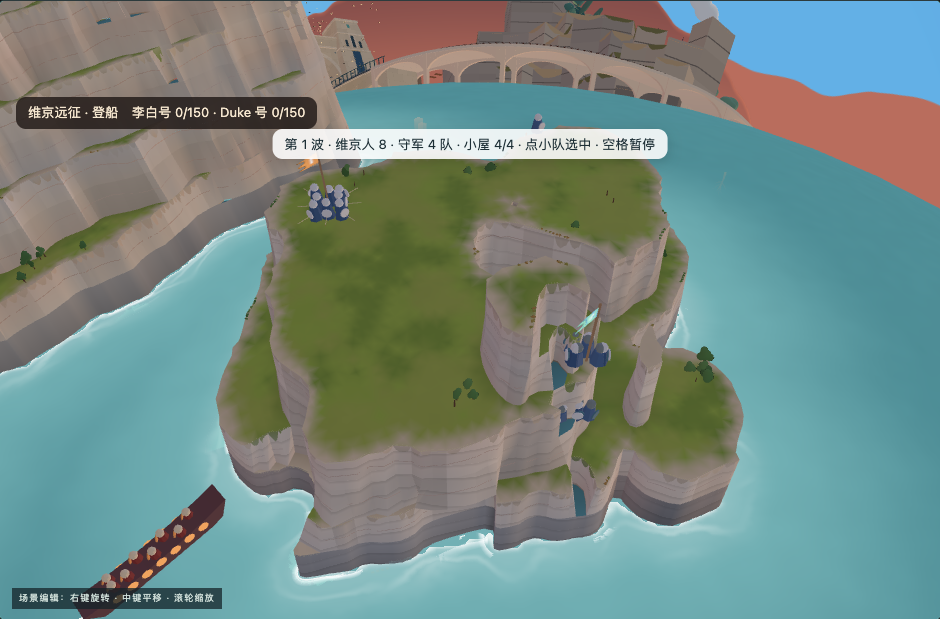 维京远征 · 登船 李白号 0/150 · Duke 号 0/150
第 1 波 · 维京人 8 · 守军 4 队 · 小屋 4/4 · 点小队选中 · 空格暂停
场景编辑：右键旋转 · 中键平移 · 滚轮缩放